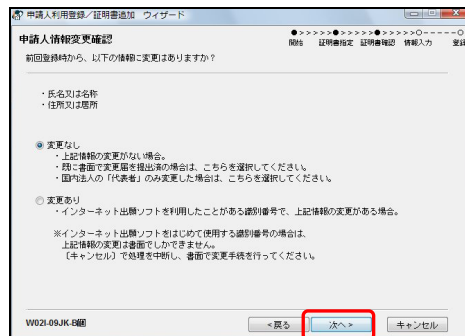 申請人利用登録／証明書追加 ウィザード
申請人情報変更確認
●>>>>>●>>>>>●>>>>>○-----○
開始 証明書指定 証明書確認 情報入力 登録
前回登録時から、以下の情報に変更はありますか？
・氏名又は名称
・住所又は居所
変更なし
・上記情報の変更がない場合。
・既に書面で変更届を提出済の場合は、こちらを選択してください。
・国内法人の「代表者」のみ変更した場合は、こちらを選択してください。
変更あり
・インターネット出願ソフトを利用したことがある識別番号で、上記情報の変更がある場合。
※インターネット出願ソフトをはじめて使用する識別番号の場合は、
上記情報の変更は書面でしかできません。
［キャンセル］で処理を中断し、書面で変更手続を行ってください。
W02I-09JK-B個
<戻る 次へ> キャンセル